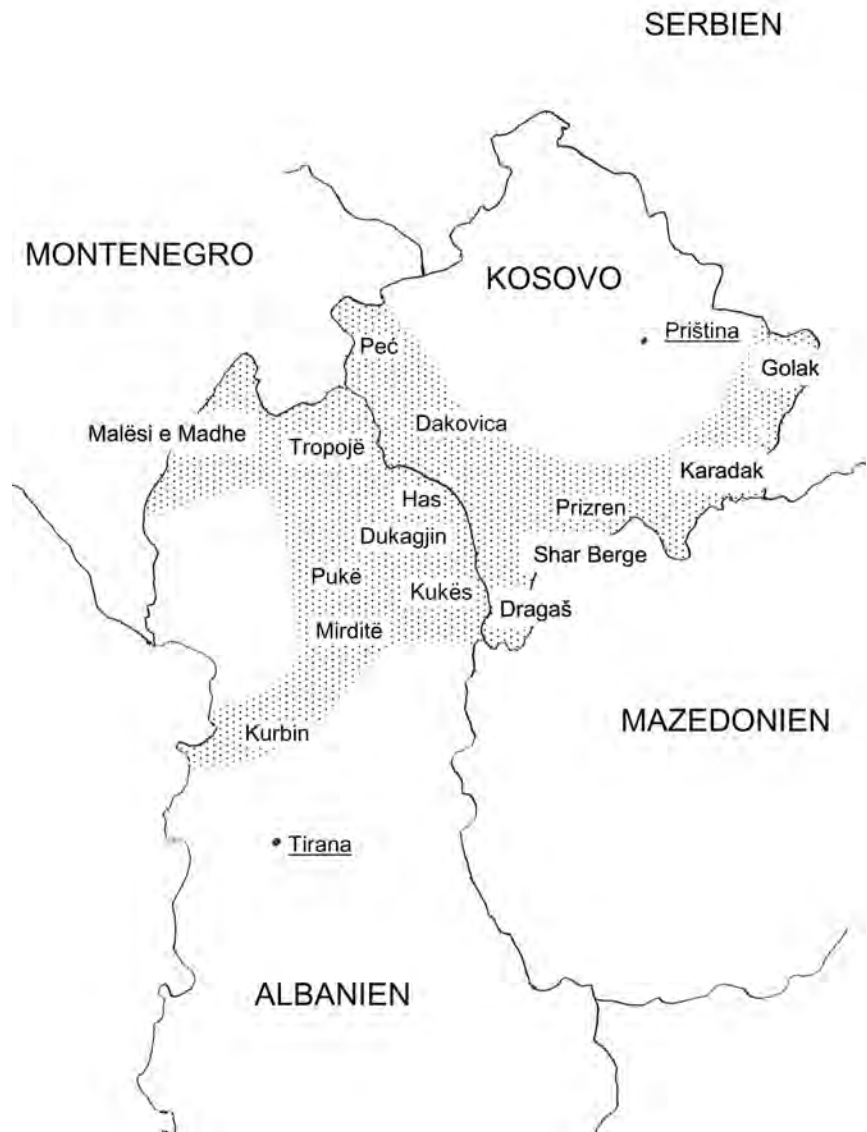 SERBIEN
MONTENEGRO
KOSOVO
Priština
Peć
Golak
Dakovica
Malësi e Madhe
Tropojë
Karadak
Has
Prizren
Dukagjin
Shar Berge
Pukë
Kukës
Dragaš
Mirditë
MAZEDONIEN
Kurbin
Tirana
ALBANIEN